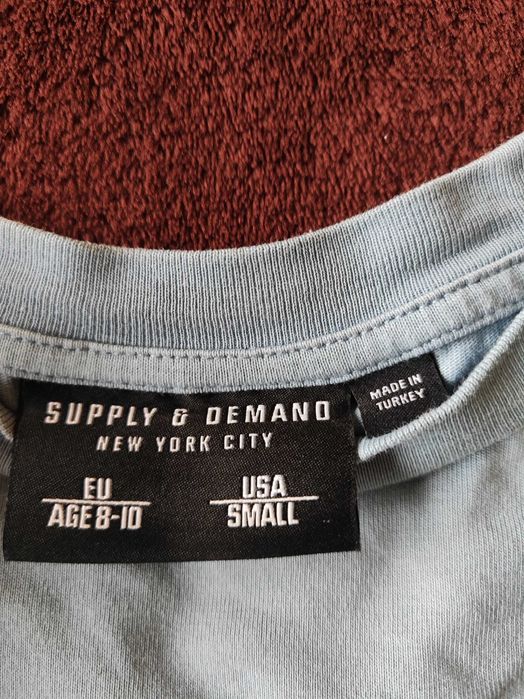 SUPPLY & DEMAND
NEW YORK CITY
EU
AGE 8-10
USA
SMALL
MADE IN
TURKEY